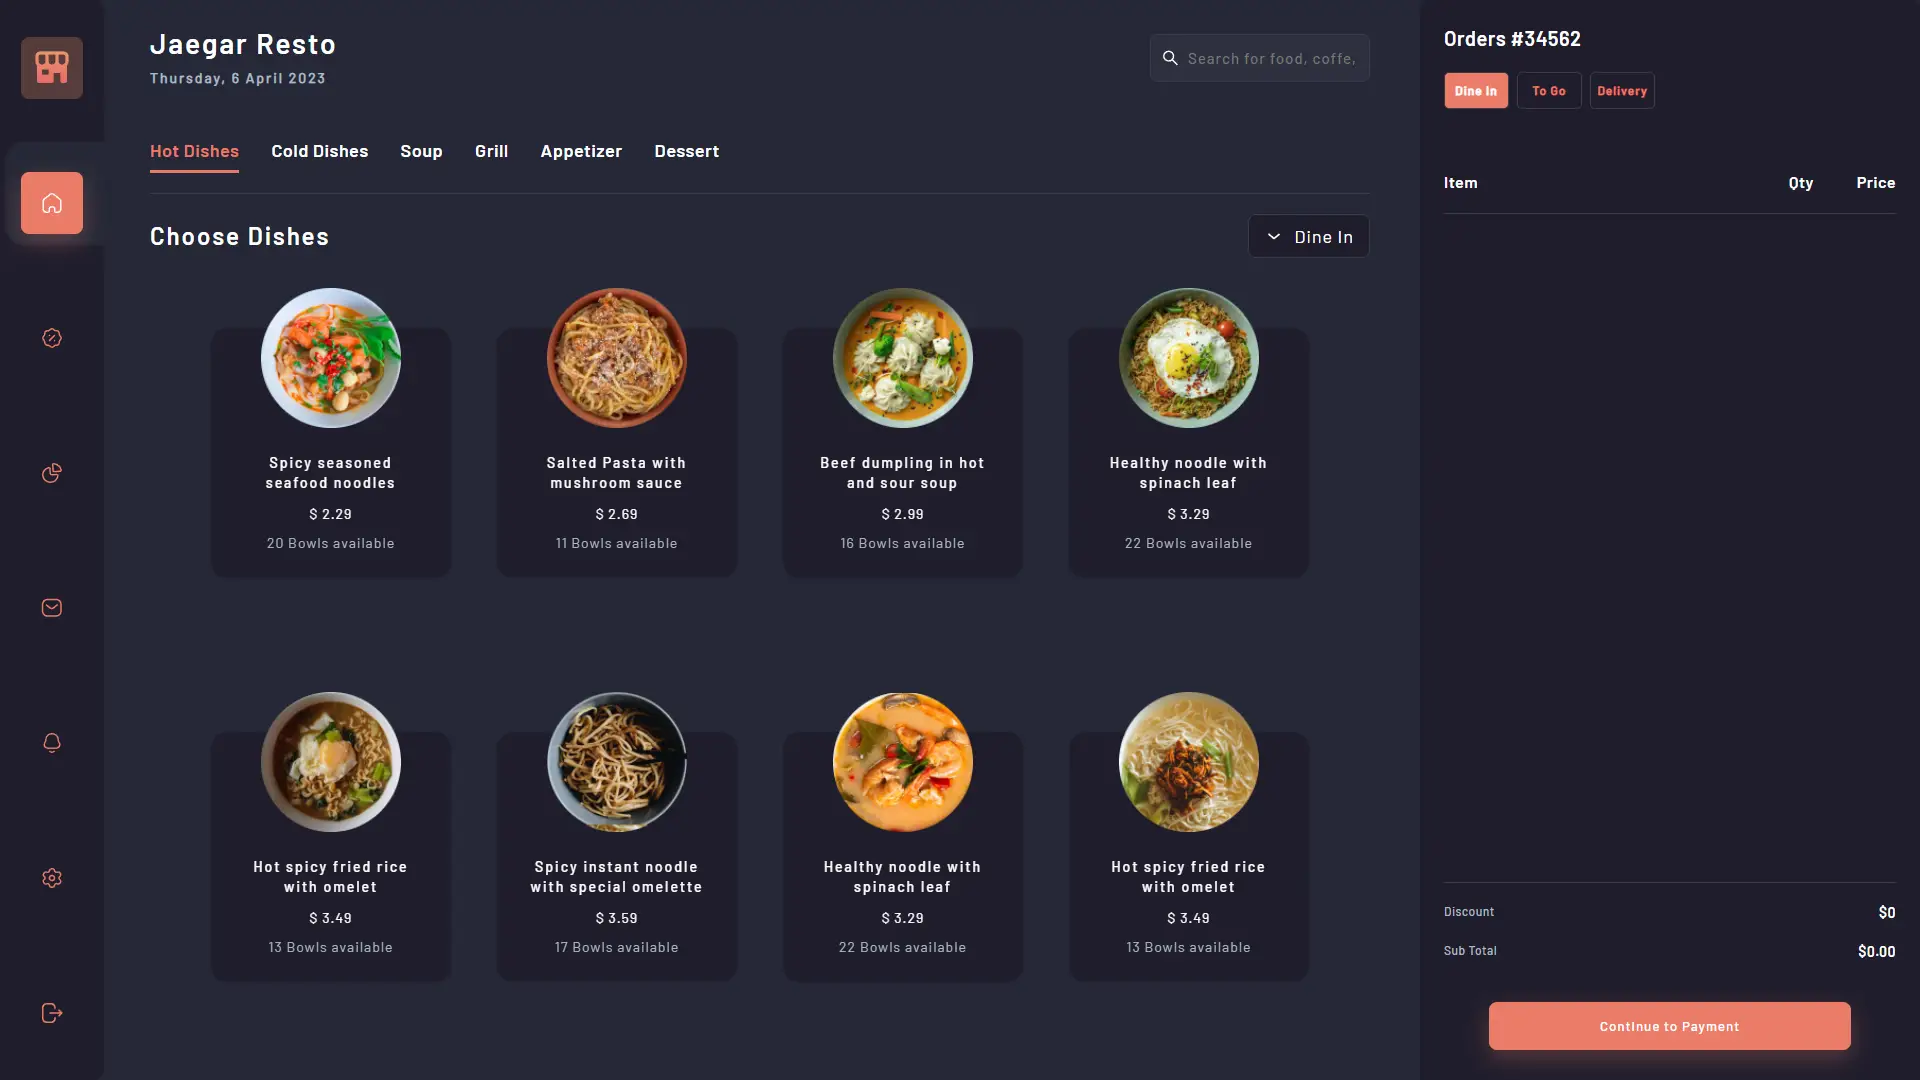 Jaegar Resto
Thursday, 6 April 2023
Search for food, coffe,
Hot Dishes Cold Dishes Soup Grill Appetizer Dessert
Choose Dishes
Dine In
Spicy seasoned
seafood noodles
$ 2.29
20 Bowls available
Salted Pasta with
mushroom sauce
$ 2.69
11 Bowls available
Beef dumpling in hot
and sour soup
$ 2.99
16 Bowls available
Healthy noodle with
spinach leaf
$ 3.29
22 Bowls available
Hot spicy fried rice
with omelet
$ 3.49
13 Bowls available
Spicy instant noodle
with special omelette
$ 3.59
17 Bowls available
Healthy noodle with
spinach leaf
$ 3.29
22 Bowls available
Hot spicy fried rice
with omelet
$ 3.49
13 Bowls available
Orders #34562
Dine In To Go Delivery
Item Qty Price
Discount $0
Sub Total $0.00
Continue to Payment